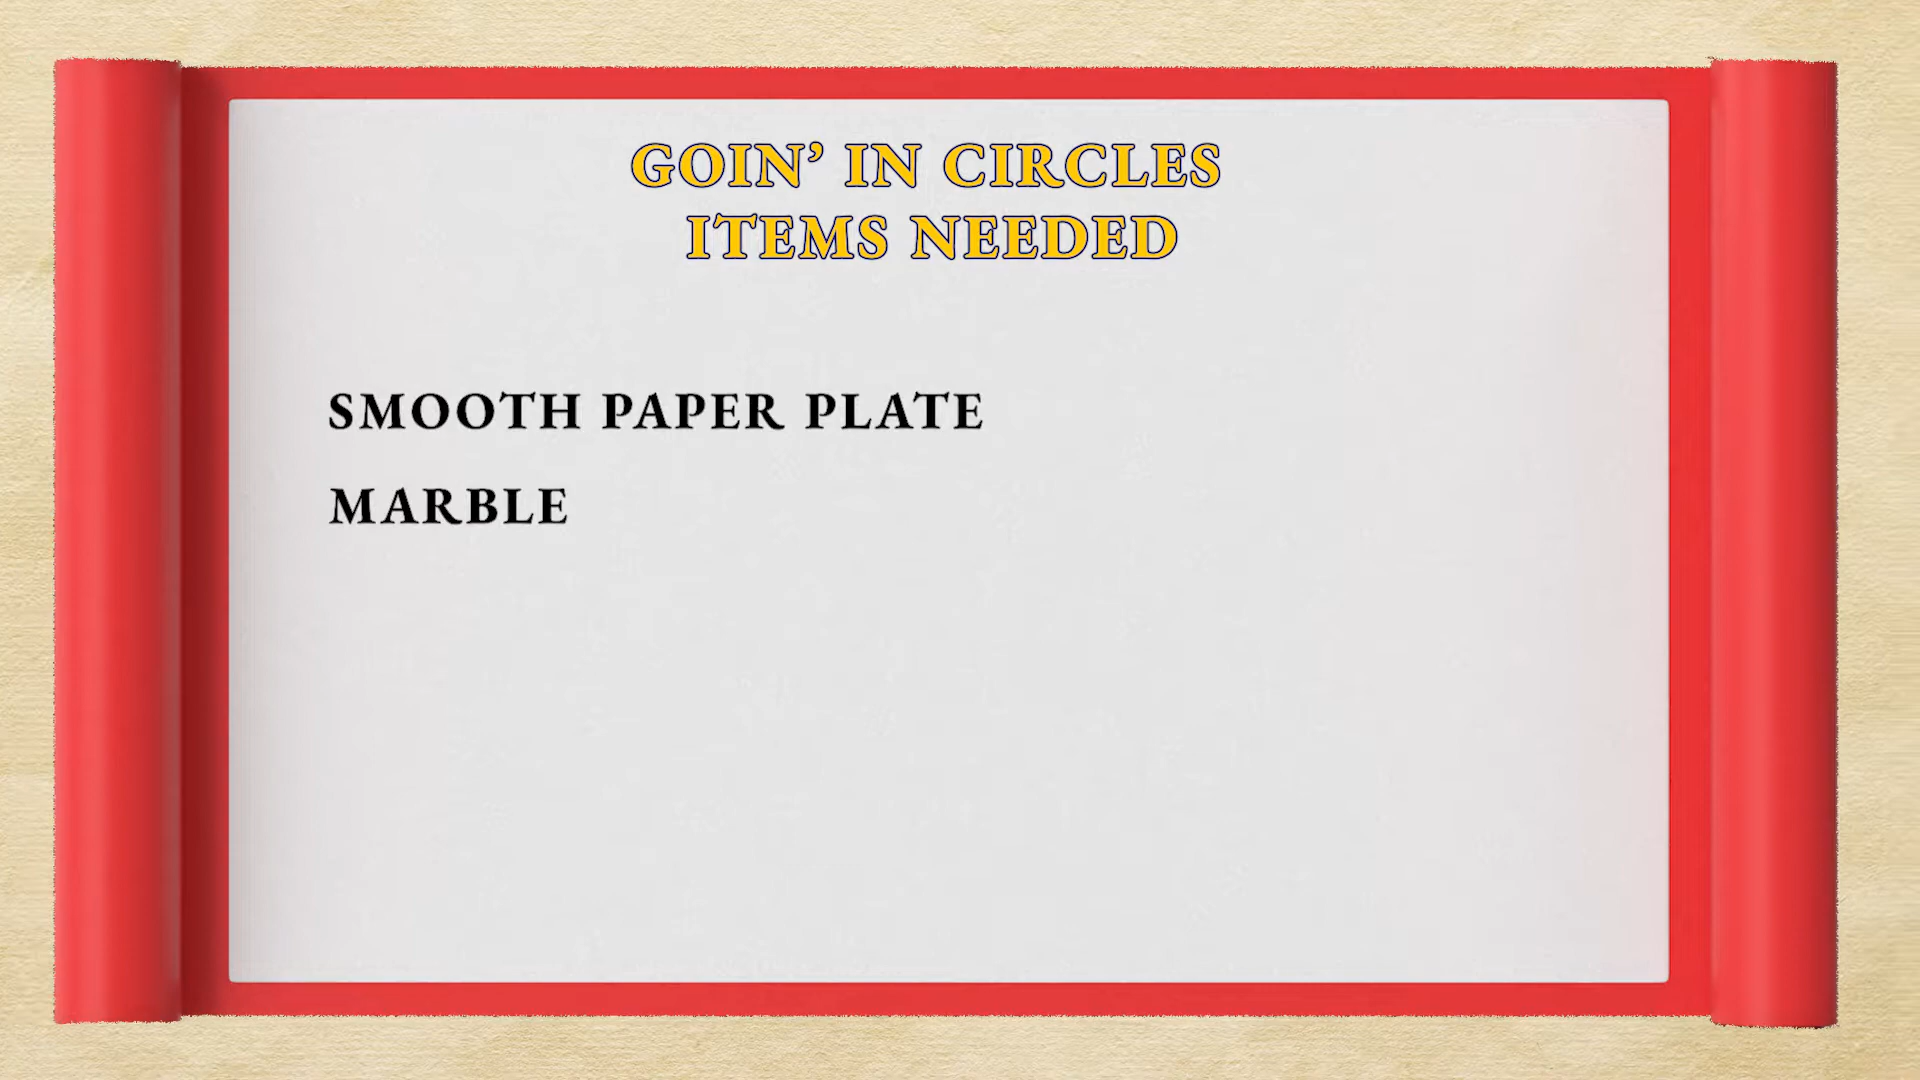 GOIN’ IN CIRCLES
ITEMS NEEDED
SMOOTH PAPER PLATE
MARBLE